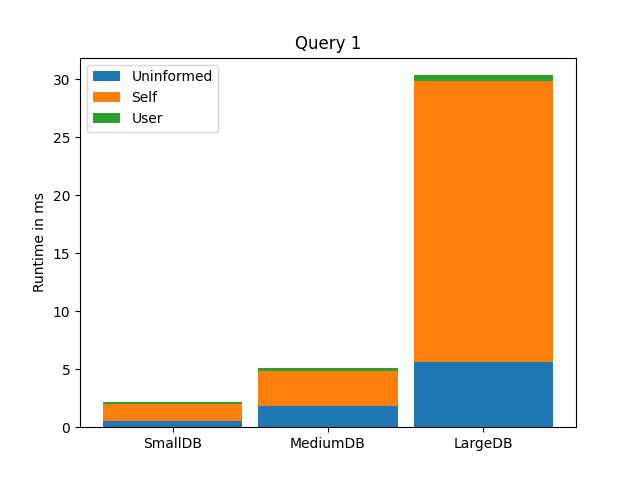 Query 1
Uninformed
Self
User
Runtime in ms
30
25
20
15
10
5
0
SmallDB
MediumDB
LargeDB